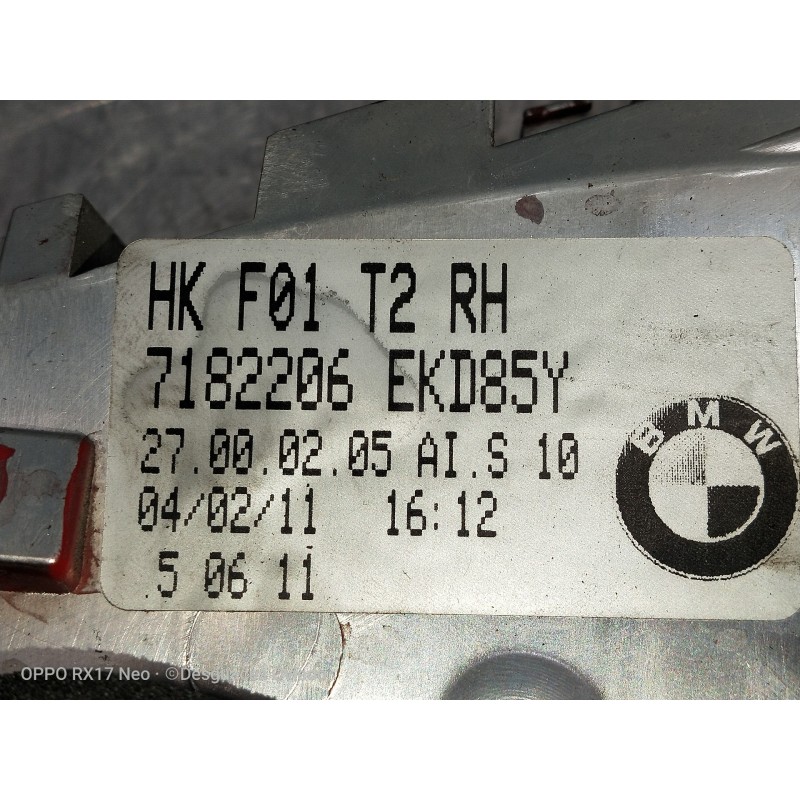 HK F01 T2 RH
7182206 EKD85Y
27.00.02.05 AI.S 10
04/02/11 16:12
.5 06 11
BMW
OPPO RX17 Neo · ©